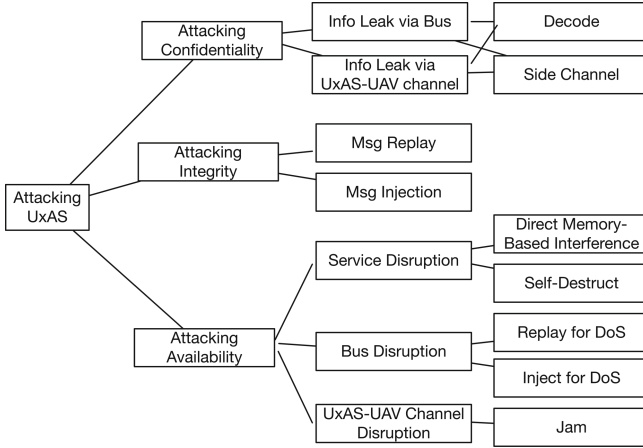 Attacking
UxAS
Attacking
Confidentiality
Info Leak via Bus
Decode
Info Leak via
UxAS-UAV channel
Side Channel
Attacking
Integrity
Msg Replay
Msg Injection
Attacking
Availability
Service Disruption
Direct Memory-
Based Interference
Self-Destruct
Bus Disruption
Replay for DoS
Inject for DoS
UxAS-UAV Channel
Disruption
Jam